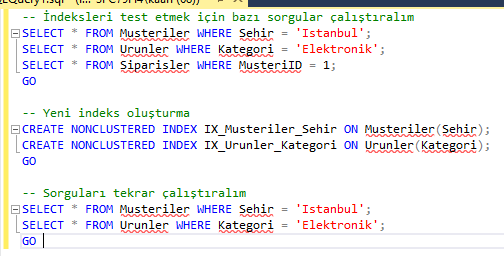 -- İndeksleri test etmek için bazı sorgular çalıştıralım
SELECT * FROM Musteriler WHERE Sehir = 'Istanbul';
SELECT * FROM Urunler WHERE Kategori = 'Elektronik';
SELECT * FROM Siparisler WHERE MusteriID = 1;
GO
-- Yeni indeks oluşturma
CREATE NONCLUSTERED INDEX IX_Musteriler_Sehir ON Musteriler(Sehir);
CREATE NONCLUSTERED INDEX IX_Urunler_Kategori ON Urunler(Kategori);
GO
-- Sorguları tekrar çalıştıralım
SELECT * FROM Musteriler WHERE Sehir = 'Istanbul';
SELECT * FROM Urunler WHERE Kategori = 'Elektronik';
GO